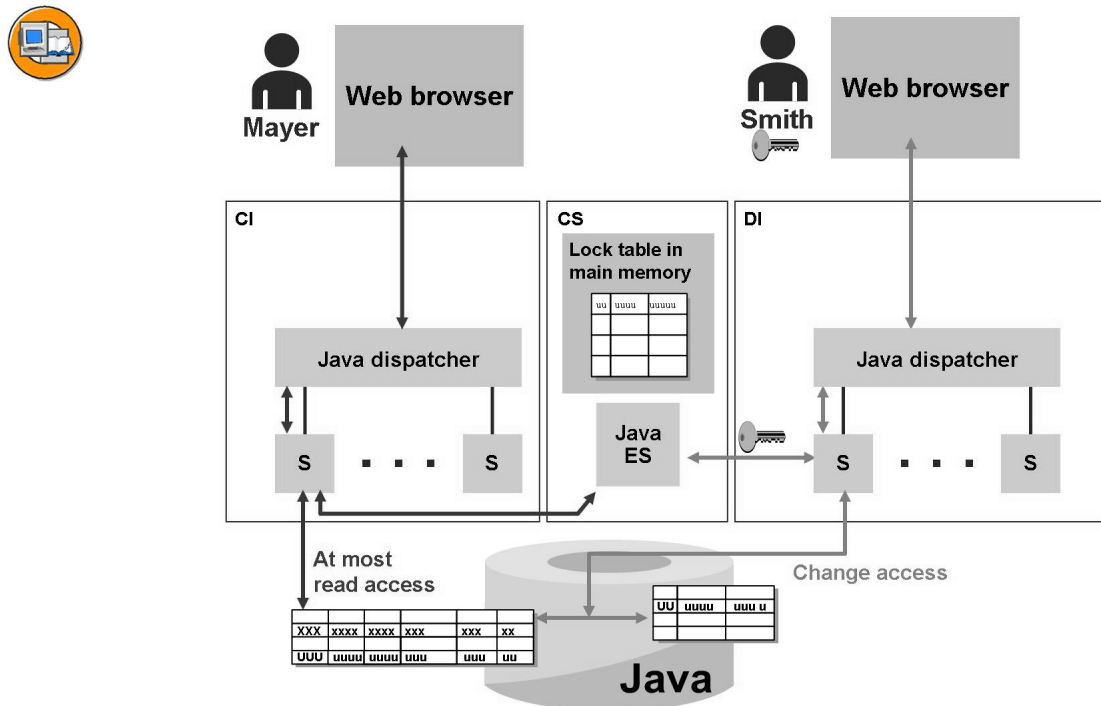 Web browser
Mayer
Web browser
Smith
CI
CS
DI
Lock table in
main memory
uu uuuu uuuuu
Java dispatcher
Java dispatcher
Java
ES
S
S
S
S
At most
read access
Change access
XXX xxxx xxxx xxx xxx xx
UUU uuuu uuuu uuu uuu uu
UU uuuu uuu u
Java